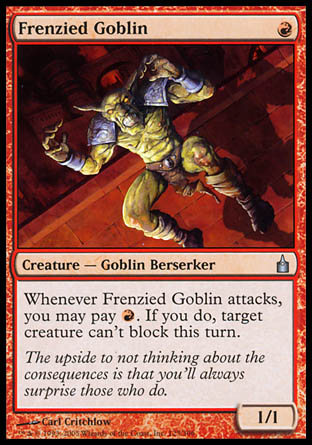 Frenzied Goblin
Creature — Goblin Berserker
Whenever Frenzied Goblin attacks,
you may pay . If you do, target
creature can't block this turn.
The upside to not thinking about the
consequences is that you'll always
surprise those who do.
Carl Critchlow
1/1